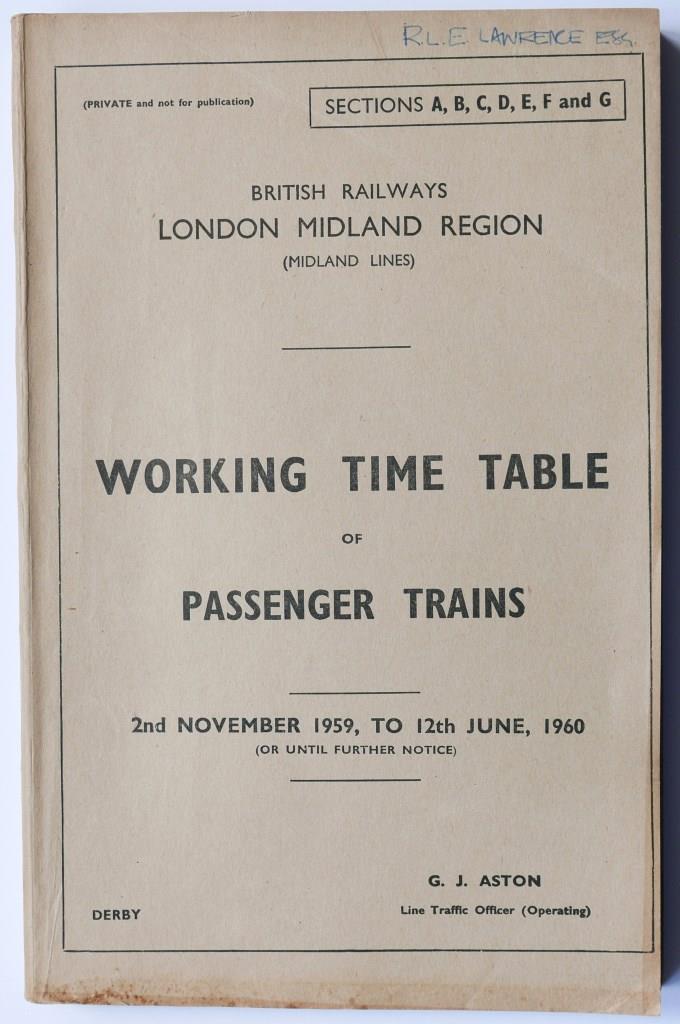 R.L.E LAWRENCE ESQ.
(PRIVATE and not for publication)
SECTIONS A, B, C, D, E, F and G
BRITISH RAILWAYS
LONDON MIDLAND REGION
(MIDLAND LINES)
WORKING TIME TABLE
OF
PASSENGER TRAINS
2nd NOVEMBER 1959, TO 12th JUNE, 1960
(OR UNTIL FURTHER NOTICE)
G. J. ASTON
DERBY Line Traffic Officer (Operating)